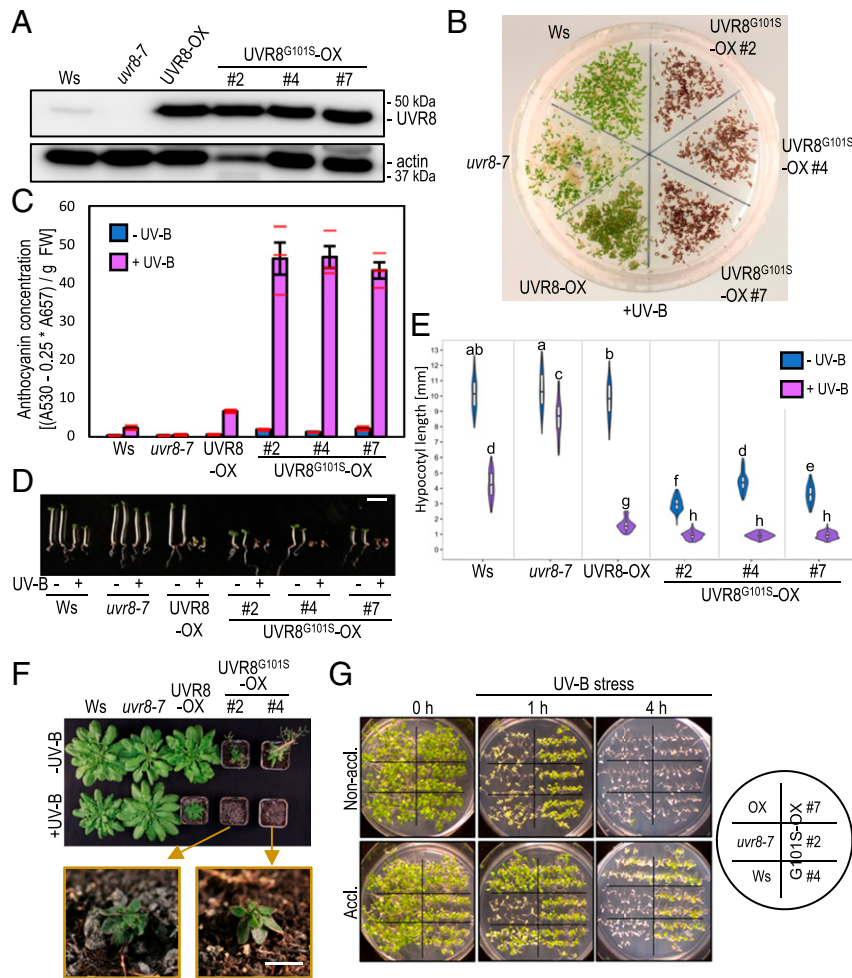 A
Ws
uvr8-7
UVR8-OX
UVR8G101S-OX
#2 #4 #7
- 50 kDa
- UVR8
- actin
37 kDa
B
Ws
UVR8G101S
-OX #2
uvr8-7
UVR8G101S
-OX #4
UVR8-OX
UVR8G101S
-OX #7
+UV-B
C
Anthocyanin concentration
[(A530 - 0.25 * A657) / g FW)
60
50
40
30
20
10
0
- UV-B
+ UV-B
Ws uvr8-7 UVR8
-OX
#2 #4 #7
UVR8G101S-OX
D
UV-B - + - + - + - + - + - +
Ws uvr8-7 UVR8
-OX
#2 #4 #7
UVR8G101S-OX
E
Hypocotyl length [mm]
13
12
11
10
9
8
7
6
5
4
3
2
1
0
ab a b
c
d
g
f d e
h h h
- UV-B
+ UV-B
Ws uvr8-7 UVR8-OX #2 #4 #7
UVR8G101S-OX
F
Ws uvr8-7 UVR8
-OX
UVR8G101S
-OX
#2 #4
-UV-B
+UV-B
G
UV-B stress
0 h 1 h 4 h
Non-accl.
Accl.
OX #7
uvr8-7 #2
Ws #4
G101S-OX